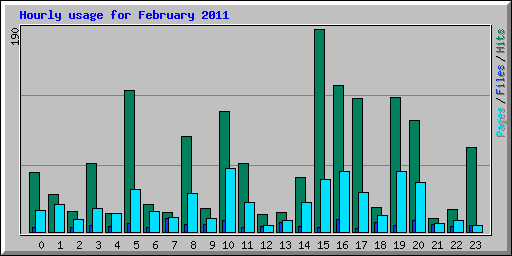 Hourly usage for February 2011
190
Pages/Files/Hits
0 1 2 3 4 5 6 7 8 9 10 11 12 13 14 15 16 17 18 19 20 21 22 23